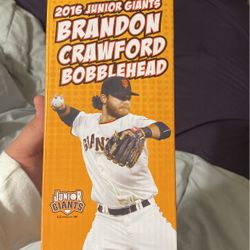 2016 JUNIOR GIANTS
BRANDON
CRAWFORD
BOBBLEHEAD
GIANTS
JUNIOR
GIANTS